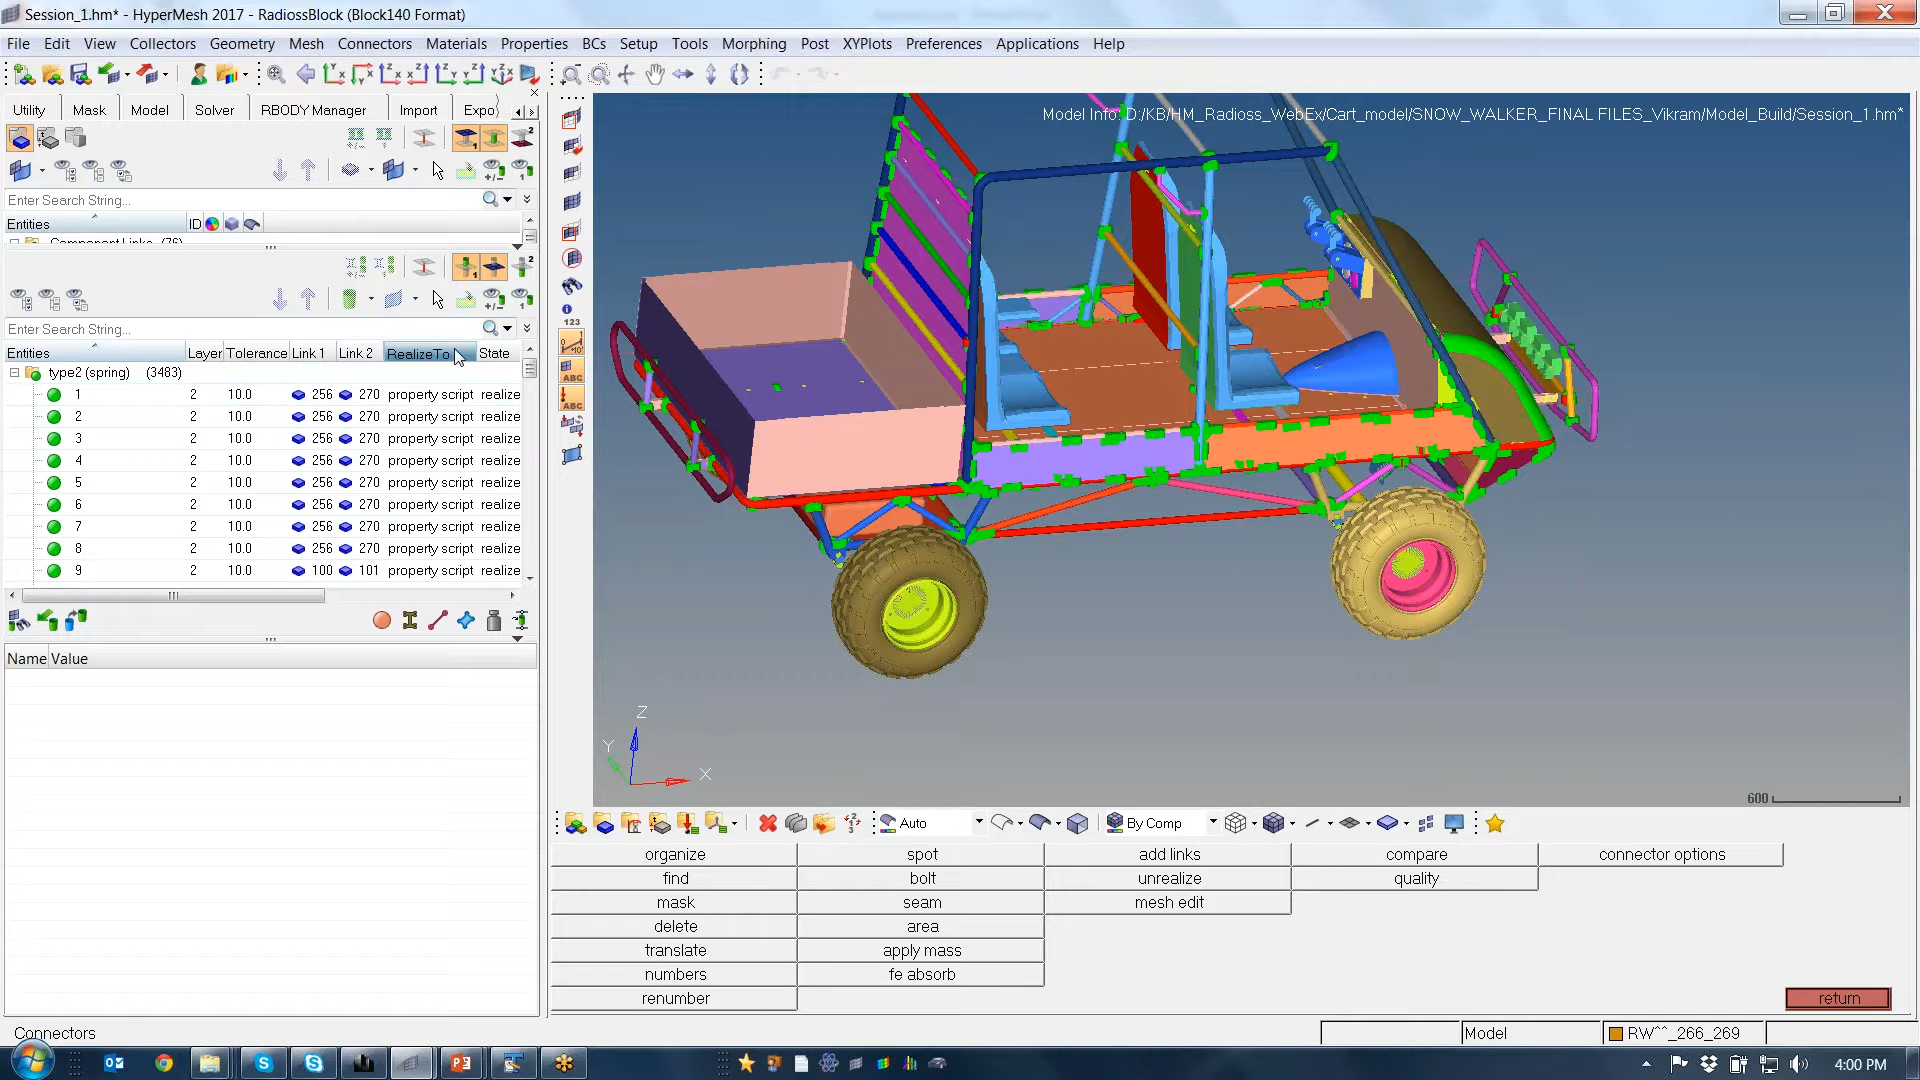 Session_1.hm* - HyperMesh 2017 - RadiossBlock (Block140 Format)
File Edit View Collectors Geometry Mesh Connectors Materials Properties BCs Setup Tools Morphing Post XYPlots Preferences Applications Help
Utility Mask Model Solver RBODY Manager Import Expo
Model Info: D:/KB/HM_Radioss_WebEx/Cart_model/SNOW_WALKER_FINAL FILES_Vikram/Model_Build/Session_1.hm*
Enter Search String...
Entities ID
Component Links (76)
Enter Search String...
Entities Layer Tolerance Link 1 Link 2 RealizeTo State
type2 (spring) (3483)
1 2 10.0 256 270 property script realize
2 2 10.0 256 270 property script realize
3 2 10.0 256 270 property script realize
4 2 10.0 256 270 property script realize
5 2 10.0 256 270 property script realize
6 2 10.0 256 270 property script realize
7 2 10.0 256 270 property script realize
8 2 10.0 256 270 property script realize
9 2 10.0 100 101 property script realize
Name Value
123
ABC
ABC
Z
Y
X
600
Auto By Comp
organize spot add links compare connector options
find bolt unrealize quality
mask seam mesh edit
delete area
translate apply mass
numbers fe absorb
renumber
return
Connectors Model RW^^_266_269
4:00 PM